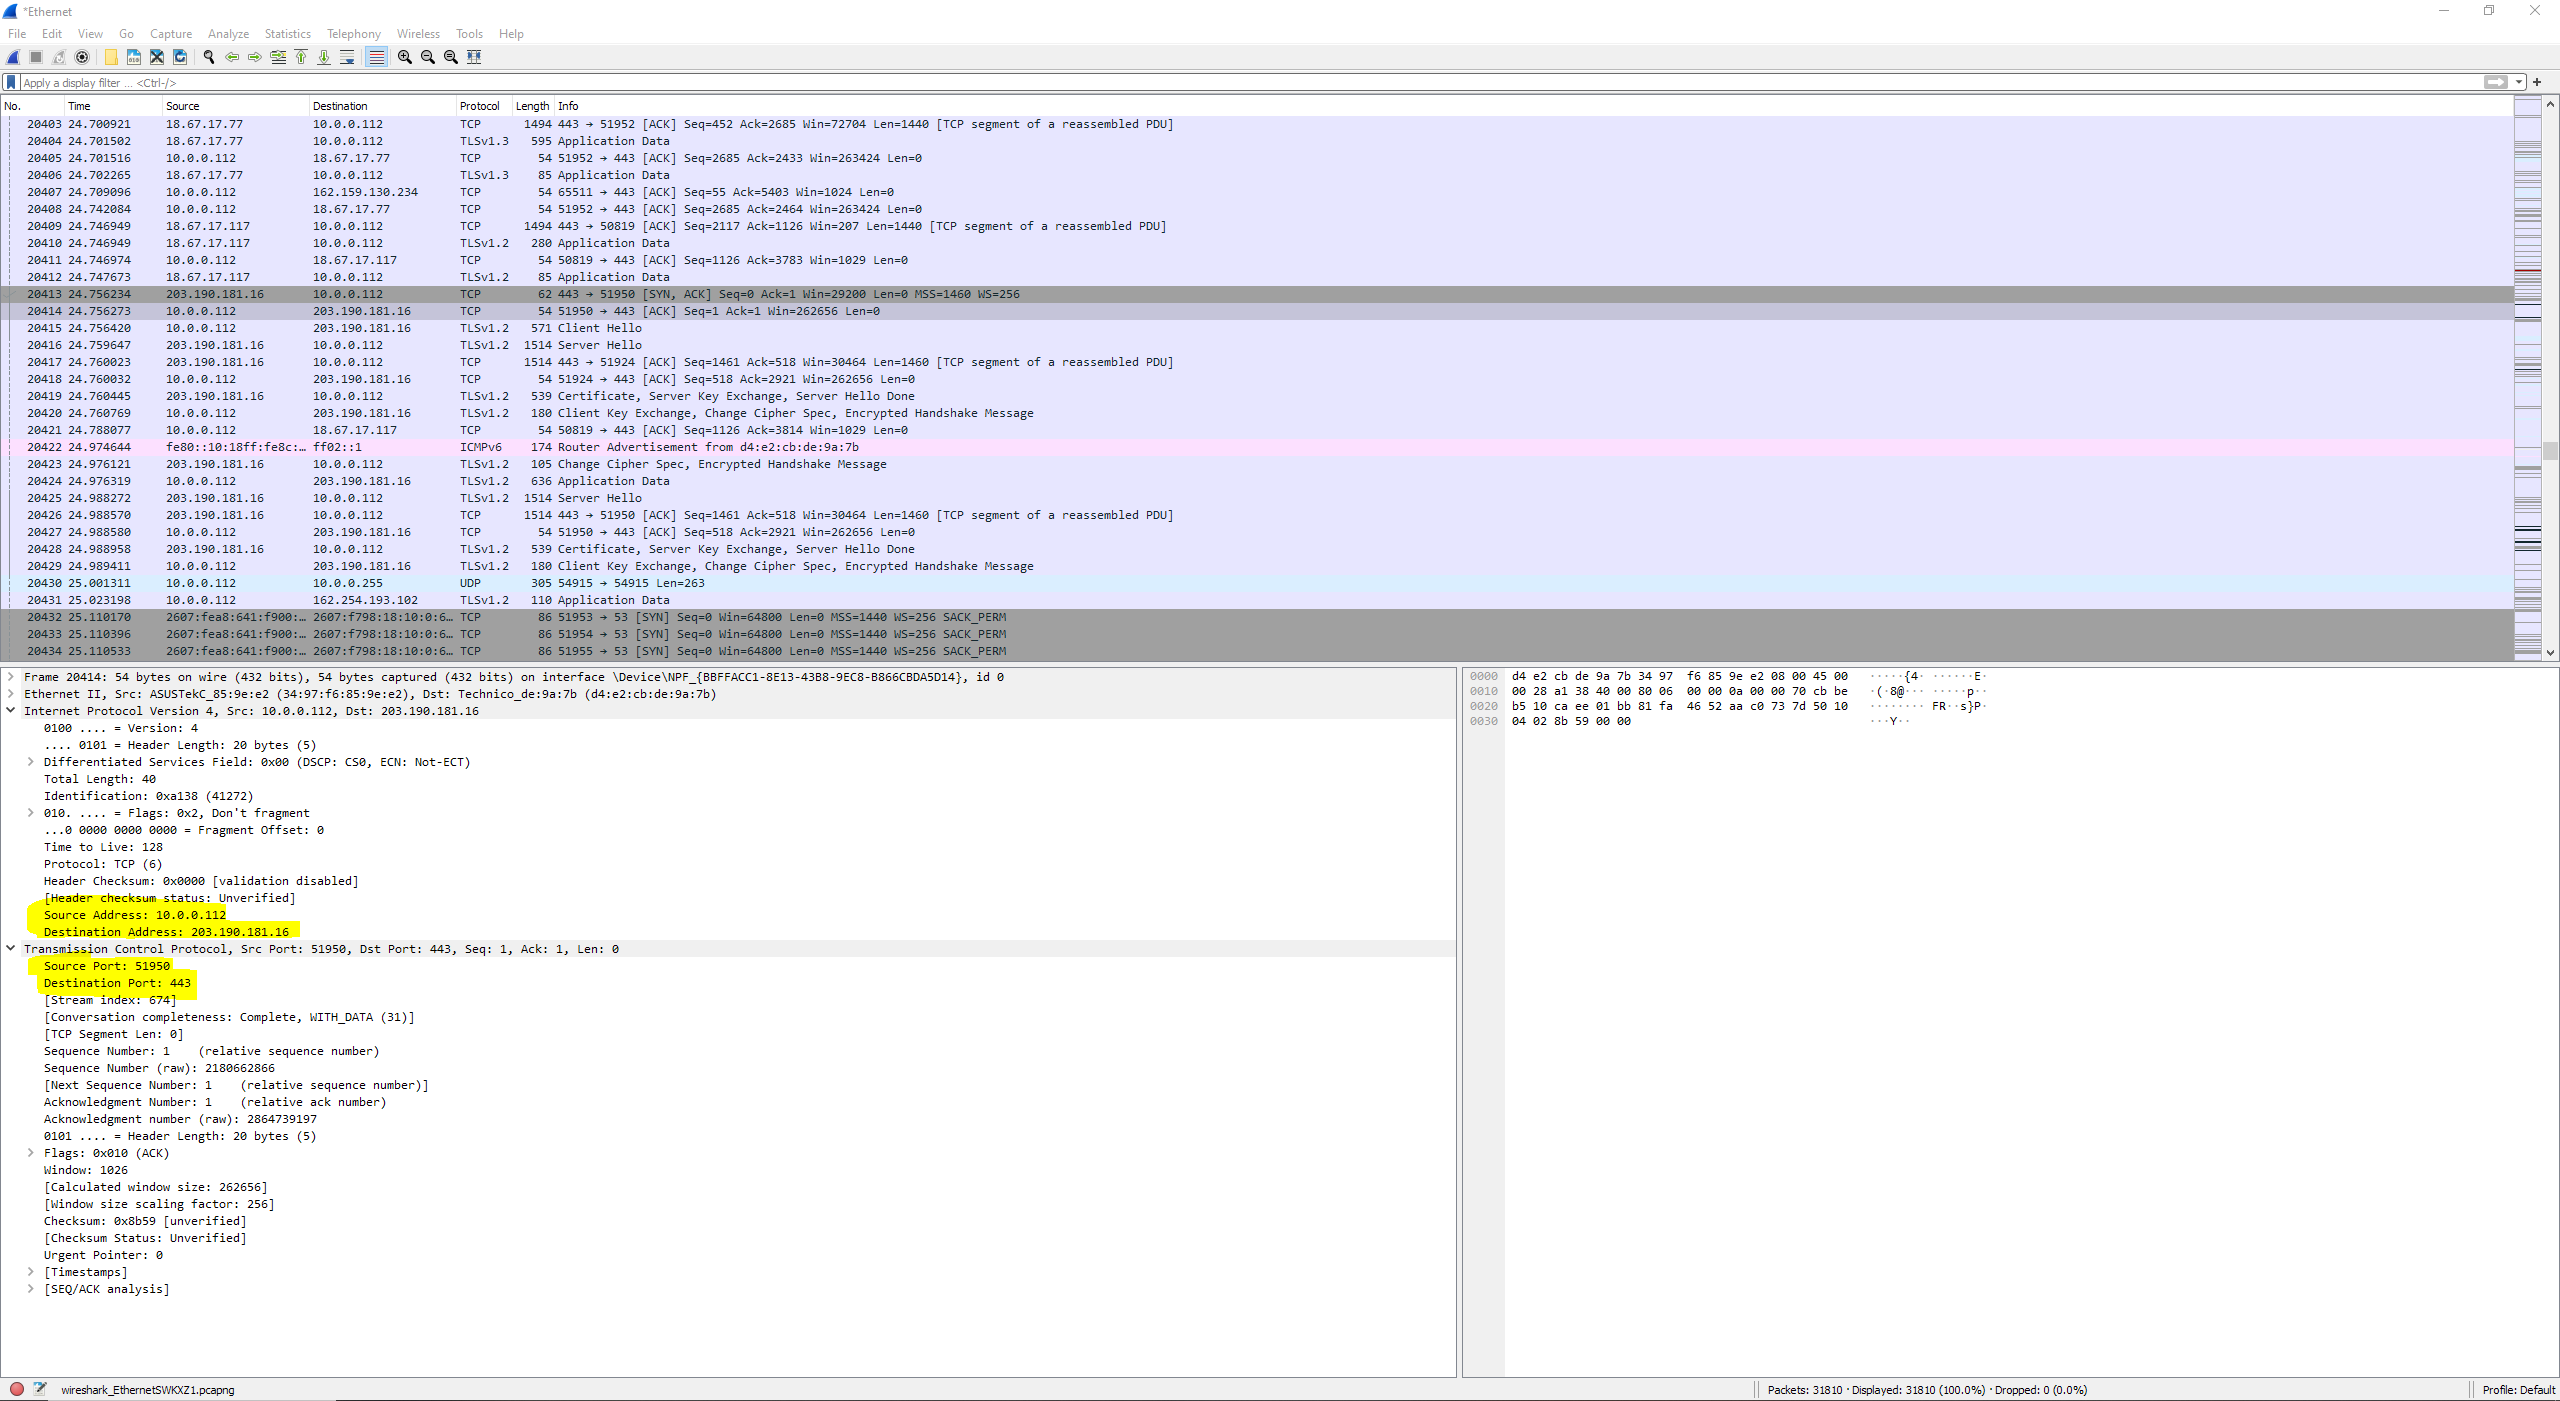 *Ethernet
File Edit View Go Capture Analyze Statistics Telephony Wireless Tools Help
Apply a display filter ... <Ctrl-/>
No. Time Source Destination Protocol Length Info
20403 24.700921 18.67.17.77 10.0.0.112 TCP 1494 443 → 51952 [ACK] Seq=452 Ack=2685 Win=72704 Len=1440 [TCP segment of a reassembled PDU]
20404 24.701502 18.67.17.77 10.0.0.112 TLSv1.3 595 Application Data
20405 24.701516 10.0.0.112 18.67.17.77 TCP 54 51952 → 443 [ACK] Seq=2685 Ack=2433 Win=263424 Len=0
20406 24.702265 18.67.17.77 10.0.0.112 TLSv1.3 85 Application Data
20407 24.709096 10.0.0.112 162.159.130.234 TCP 54 65511 → 443 [ACK] Seq=55 Ack=5403 Win=1024 Len=0
20408 24.742084 10.0.0.112 18.67.17.77 TCP 54 51952 → 443 [ACK] Seq=2685 Ack=2464 Win=263424 Len=0
20409 24.746949 18.67.17.117 10.0.0.112 TCP 1494 443 → 50819 [ACK] Seq=2117 Ack=1126 Win=207 Len=1440 [TCP segment of a reassembled PDU]
20410 24.746949 18.67.17.117 10.0.0.112 TLSv1.2 280 Application Data
20411 24.746974 10.0.0.112 18.67.17.117 TCP 54 50819 → 443 [ACK] Seq=1126 Ack=3783 Win=1029 Len=0
20412 24.747673 18.67.17.117 10.0.0.112 TLSv1.2 85 Application Data
20413 24.756234 203.190.181.16 10.0.0.112 TCP 62 443 → 51950 [SYN, ACK] Seq=0 Ack=1 Win=29200 Len=0 MSS=1460 WS=256
20414 24.756273 10.0.0.112 203.190.181.16 TCP 54 51950 → 443 [ACK] Seq=1 Ack=1 Win=262656 Len=0
20415 24.756420 10.0.0.112 203.190.181.16 TLSv1.2 571 Client Hello
20416 24.759647 203.190.181.16 10.0.0.112 TLSv1.2 1514 Server Hello
20417 24.760023 203.190.181.16 10.0.0.112 TCP 1514 443 → 51924 [ACK] Seq=1461 Ack=518 Win=30464 Len=1460 [TCP segment of a reassembled PDU]
20418 24.760032 10.0.0.112 203.190.181.16 TCP 54 51924 → 443 [ACK] Seq=518 Ack=2921 Win=262656 Len=0
20419 24.760445 203.190.181.16 10.0.0.112 TLSv1.2 539 Certificate, Server Key Exchange, Server Hello Done
20420 24.760769 10.0.0.112 203.190.181.16 TLSv1.2 180 Client Key Exchange, Change Cipher Spec, Encrypted Handshake Message
20421 24.788077 10.0.0.112 18.67.17.117 TCP 54 50819 → 443 [ACK] Seq=1126 Ack=3814 Win=1029 Len=0
20422 24.974644 fe80::10:18ff:fe8c:… ff02::1 ICMPv6 174 Router Advertisement from d4:e2:cb:de:9a:7b
20423 24.976121 203.190.181.16 10.0.0.112 TLSv1.2 105 Change Cipher Spec, Encrypted Handshake Message
20424 24.976319 10.0.0.112 203.190.181.16 TLSv1.2 636 Application Data
20425 24.988272 203.190.181.16 10.0.0.112 TLSv1.2 1514 Server Hello
20426 24.988570 203.190.181.16 10.0.0.112 TCP 1514 443 → 51950 [ACK] Seq=1461 Ack=518 Win=30464 Len=1460 [TCP segment of a reassembled PDU]
20427 24.988580 10.0.0.112 203.190.181.16 TCP 54 51950 → 443 [ACK] Seq=518 Ack=2921 Win=262656 Len=0
20428 24.988958 203.190.181.16 10.0.0.112 TLSv1.2 539 Certificate, Server Key Exchange, Server Hello Done
20429 24.989411 10.0.0.112 203.190.181.16 TLSv1.2 180 Client Key Exchange, Change Cipher Spec, Encrypted Handshake Message
20430 25.001311 10.0.0.112 10.0.0.255 UDP 305 54915 → 54915 Len=263
20431 25.023198 10.0.0.112 162.254.193.102 TLSv1.2 110 Application Data
20432 25.110170 2607:fea8:641:f900:… 2607:f798:18:10:0:6… TCP 86 51953 → 53 [SYN] Seq=0 Win=64800 Len=0 MSS=1440 WS=256 SACK_PERM
20433 25.110396 2607:fea8:641:f900:… 2607:f798:18:10:0:6… TCP 86 51954 → 53 [SYN] Seq=0 Win=64800 Len=0 MSS=1440 WS=256 SACK_PERM
20434 25.110533 2607:fea8:641:f900:… 2607:f798:18:10:0:6… TCP 86 51955 → 53 [SYN] Seq=0 Win=64800 Len=0 MSS=1440 WS=256 SACK_PERM
Frame 20414: 54 bytes on wire (432 bits), 54 bytes captured (432 bits) on interface \Device\NPF_{BBFFACC1-8E13-43B8-9EC8-B866CBDA5D14}, id 0
Ethernet II, Src: ASUSTekC_85:9e:e2 (34:97:f6:85:9e:e2), Dst: Technico_de:9a:7b (d4:e2:cb:de:9a:7b)
Internet Protocol Version 4, Src: 10.0.0.112, Dst: 203.190.181.16
0100 .... = Version: 4
.... 0101 = Header Length: 20 bytes (5)
Differentiated Services Field: 0x00 (DSCP: CS0, ECN: Not-ECT)
Total Length: 40
Identification: 0xa138 (41272)
010. .... = Flags: 0x2, Don't fragment
...0 0000 0000 0000 = Fragment Offset: 0
Time to Live: 128
Protocol: TCP (6)
Header Checksum: 0x0000 [validation disabled]
[Header checksum status: Unverified]
Source Address: 10.0.0.112
Destination Address: 203.190.181.16
Transmission Control Protocol, Src Port: 51950, Dst Port: 443, Seq: 1, Ack: 1, Len: 0
Source Port: 51950
Destination Port: 443
[Stream index: 674]
[Conversation completeness: Complete, WITH_DATA (31)]
[TCP Segment Len: 0]
Sequence Number: 1 (relative sequence number)
Sequence Number (raw): 2180662866
[Next Sequence Number: 1 (relative sequence number)]
Acknowledgment Number: 1 (relative ack number)
Acknowledgment number (raw): 2864739197
0101 .... = Header Length: 20 bytes (5)
Flags: 0x010 (ACK)
Window: 1026
[Calculated window size: 262656]
[Window size scaling factor: 256]
Checksum: 0x8b59 [unverified]
[Checksum Status: Unverified]
Urgent Pointer: 0
[Timestamps]
[SEQ/ACK analysis]
0000 d4 e2 cb de 9a 7b 34 97 f6 85 9e e2 08 00 45 00 ·····{4· ······E·
0010 00 28 a1 38 40 00 80 06 00 00 0a 00 00 70 cb be ·(·8@··· ·····p··
0020 b5 10 ca ee 01 bb 81 fa 46 52 aa c0 73 7d 50 10 ········ FR··s}P·
0030 04 02 8b 59 00 00 ···Y··
wireshark_EthernetSWKXZ1.pcapng
Packets: 31810 · Displayed: 31810 (100.0%) · Dropped: 0 (0.0%)
Profile: Default